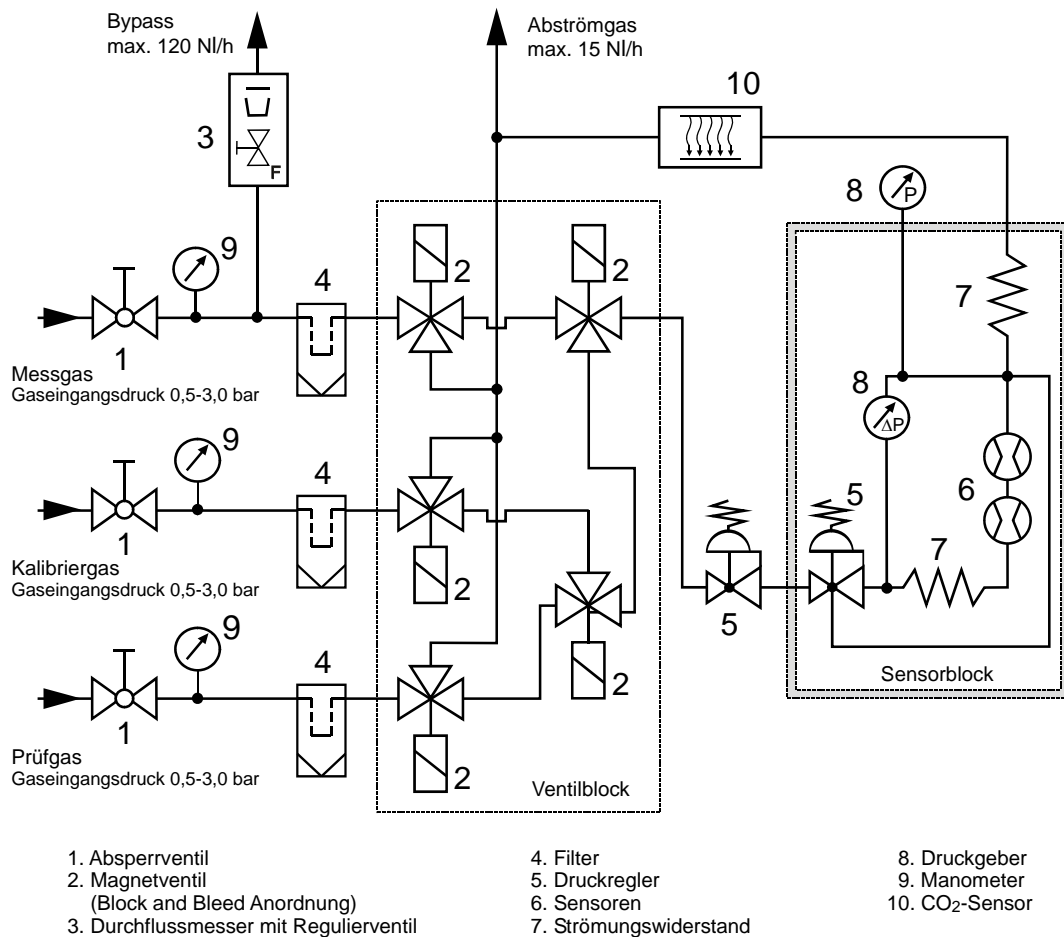 Bypass
max. 120 Nl/h
Abströmgas
max. 15 Nl/h
10
3
F
8
P
9
2
2
4
7
1
Messgas
Gaseingangsdruck 0,5-3,0 bar
8
ΔP
9
4
6
5
1
7
Kalibriergas
Gaseingangsdruck 0,5-3,0 bar
2
5
9
4
Sensorblock
2
1
Prüfgas
Gaseingangsdruck 0,5-3,0 bar
2
Ventilblock
1. Absperrventil
2. Magnetventil
(Block and Bleed Anordnung)
3. Durchflussmesser mit Regulierventil
4. Filter
5. Druckregler
6. Sensoren
7. Strömungswiderstand
8. Druckgeber
9. Manometer
10. CO₂-Sensor